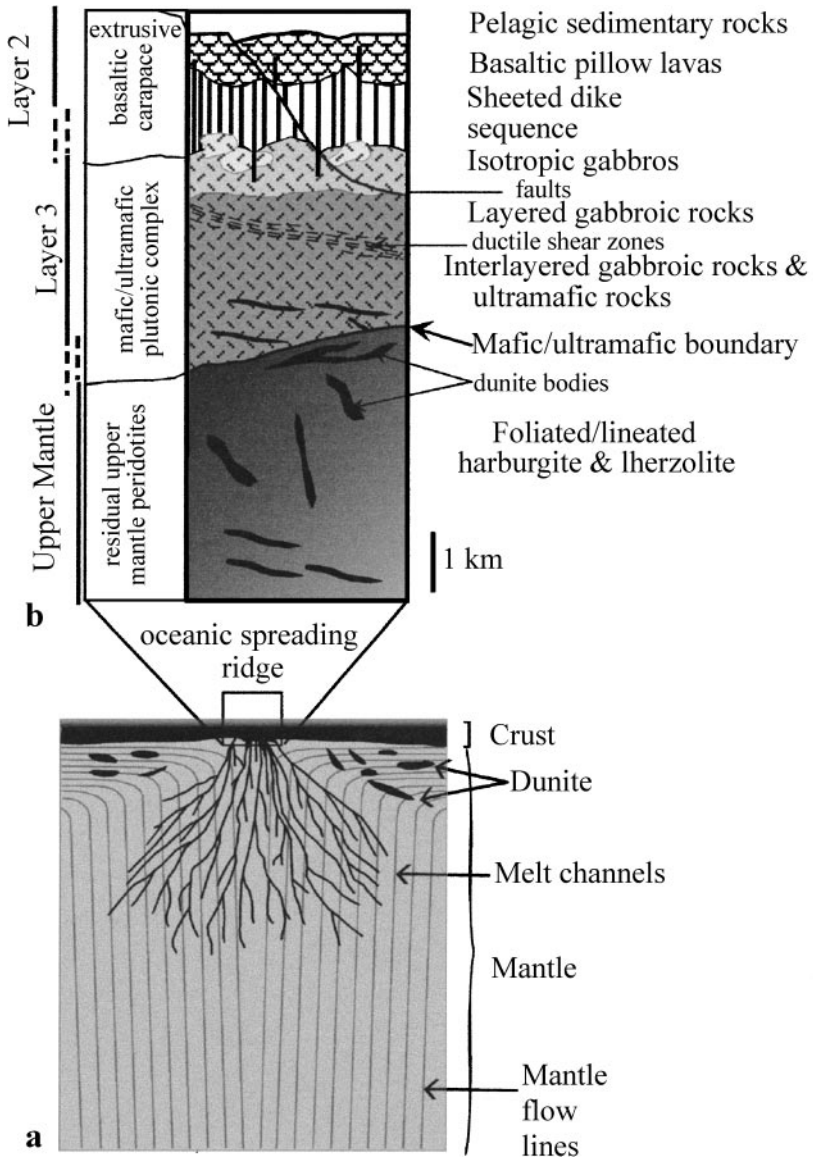 b
Layer 2
Layer 3
Upper Mantle
extrusive
basaltic
carapace
mafic/ultramafic
plutonic complex
residual upper
mantle peridotites
Pelagic sedimentary rocks
Basaltic pillow lavas
Sheeted dike
sequence
Isotropic gabbros
faults
Layered gabbroic rocks
ductile shear zones
Interlayered gabbroic rocks &
ultramafic rocks
Mafic/ultramafic boundary
dunite bodies
Foliated/lineated
harburgite & lherzolite
1 km
oceanic spreading
ridge
Crust
Dunite
Melt channels
Mantle
Mantle
flow
lines
a